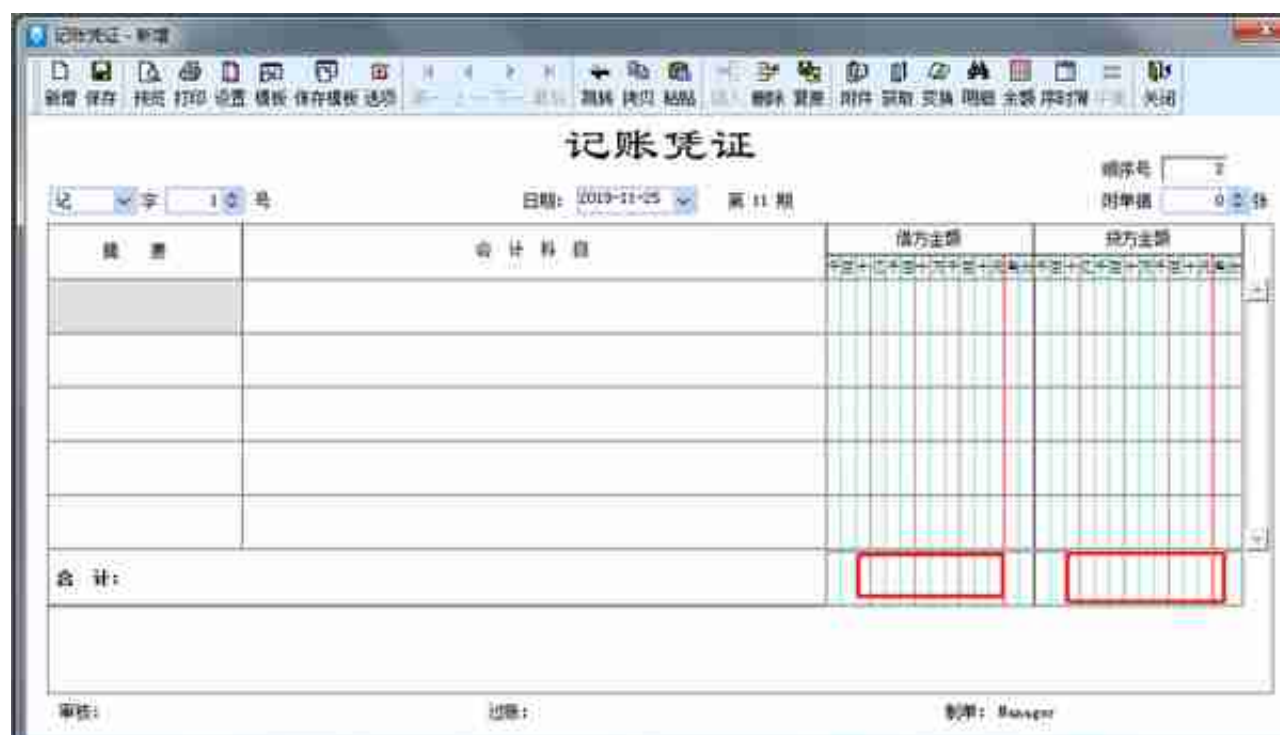 记账凭证 - 新增
新增 保存 预览 打印 设置 模板 保存模板 选项 跳转 拷贝 粘贴 删除 复原 附件 获取 变换 明细 余额 序时簿 关闭
记账凭证
顺序号 2
记 字 1 号 日期: 2019-11-25 第 11 期 附单据 0 张
摘 要 会 计 科 目 借方金额 贷方金额
合 计:
审核: 过账: 制单: Manager